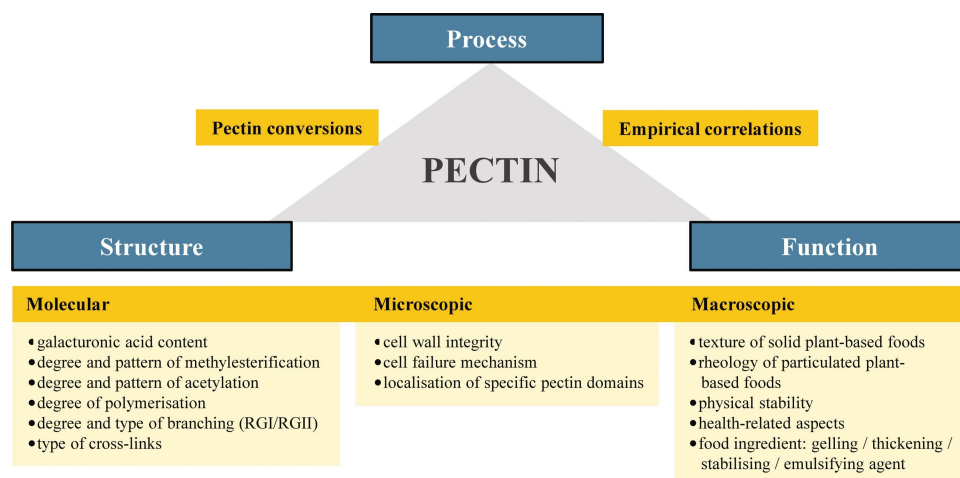 Process
Pectin conversions
Empirical correlations
PECTIN
Structure
Function
Molecular
• galacturonic acid content
• degree and pattern of methylesterification
• degree and pattern of acetylation
• degree of polymerisation
• degree and type of branching (RGI/RGII)
• type of cross-links
Microscopic
• cell wall integrity
• cell failure mechanism
• localisation of specific pectin domains
Macroscopic
• texture of solid plant-based foods
• rheology of particulated plant-
based foods
• physical stability
• health-related aspects
• food ingredient: gelling / thickening /
stabilising / emulsifying agent